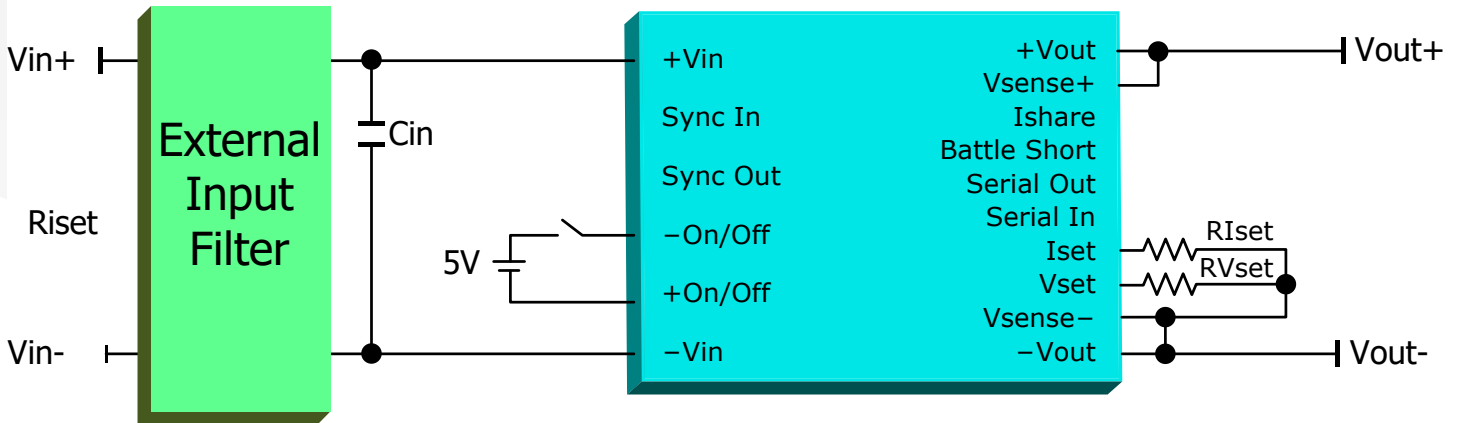 Vin+
Riset
Vin-
External
Input
Filter
Cin
5V
+Vin
Sync In
Sync Out
−On/Off
+On/Off
−Vin
+Vout
Vsense+
Ishare
Battle Short
Serial Out
Serial In
Iset
Vset
Vsense−
−Vout
RIset
RVset
Vout+
Vout-